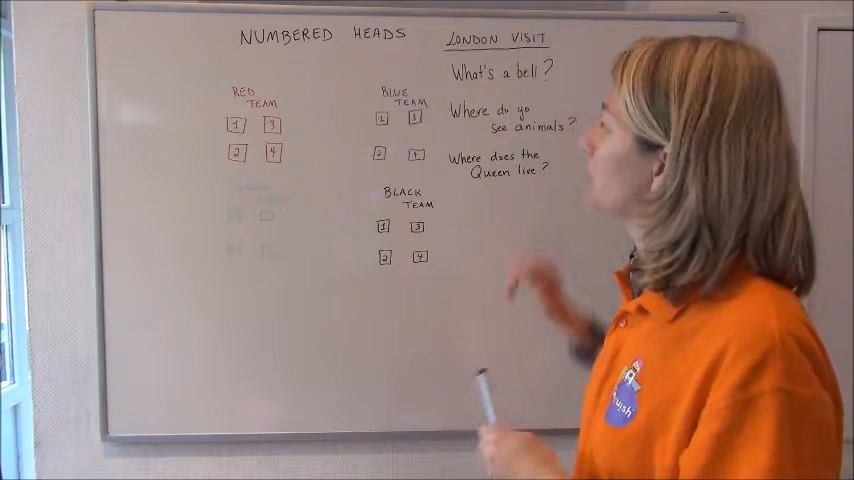 NUMBERED HEADS
LONDON VISIT
What's a bell?
Where do yo
see animals?
Where does the
Queen live?
RED
TEAM
1 3
2 4
BLUE
TEAM
1 3
2 4
BLACK
TEAM
1 3
2 4